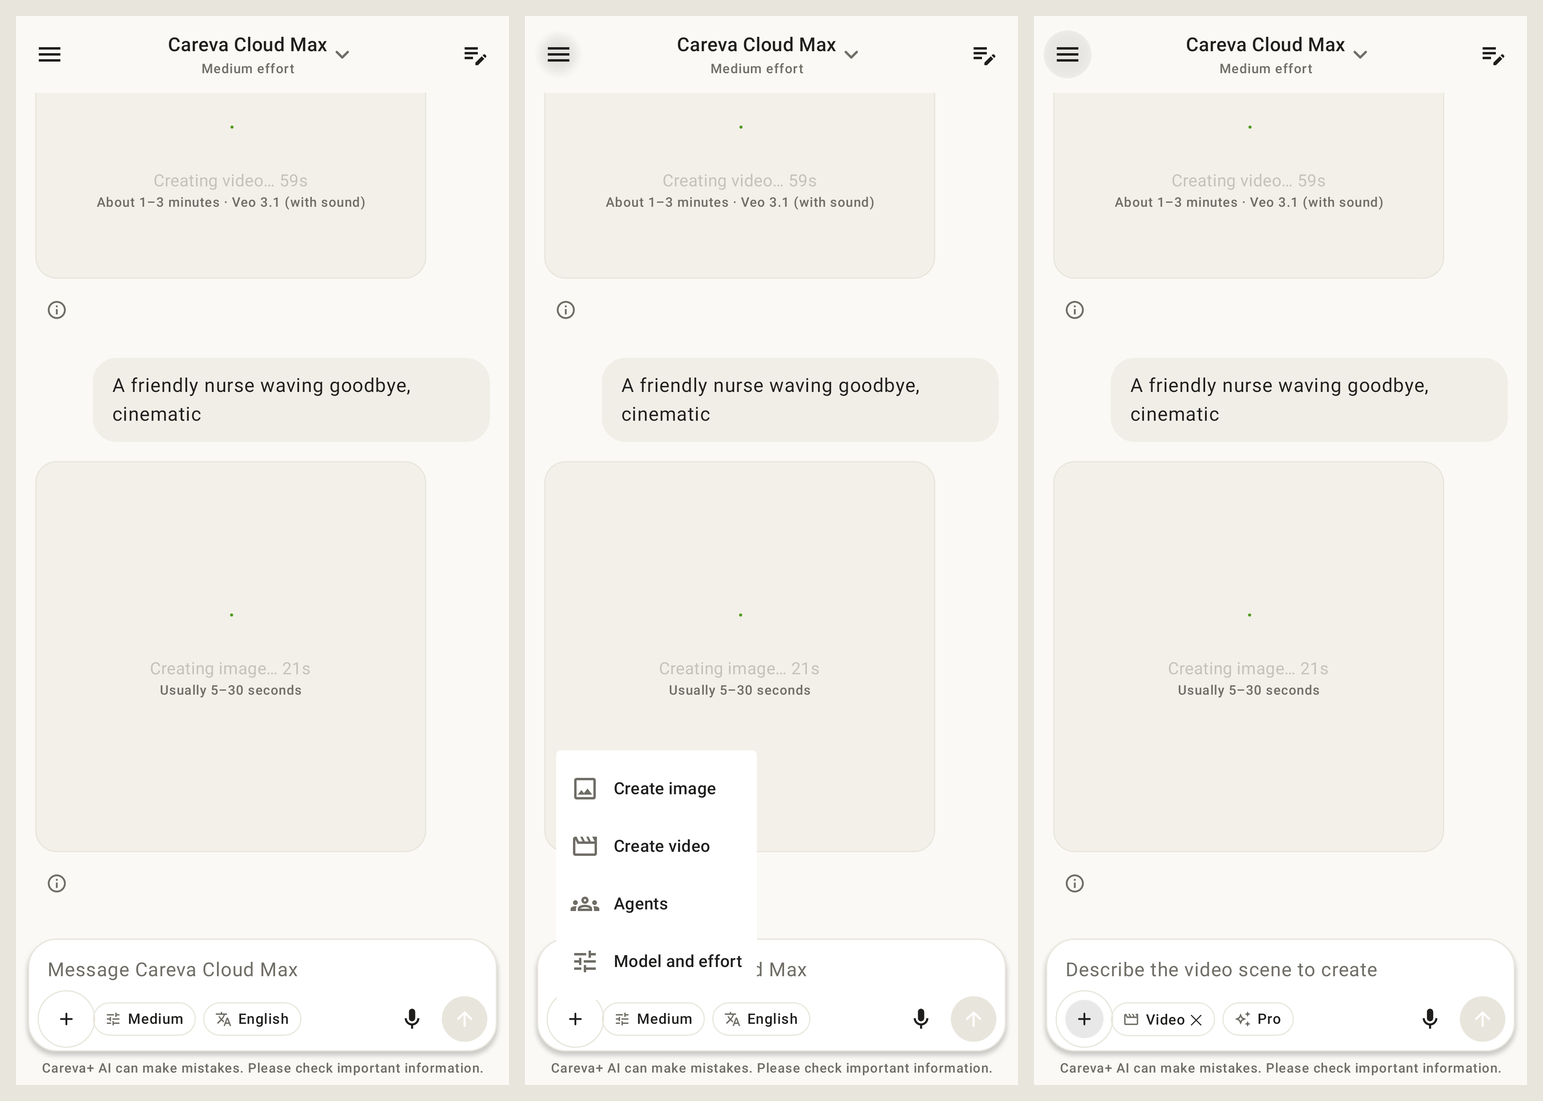 Careva Cloud Max
Medium effort
Creating video... 59s
About 1–3 minutes · Veo 3.1 (with sound)
A friendly nurse waving goodbye,
cinematic
Creating image... 21s
Usually 5–30 seconds
Message Careva Cloud Max
Medium
English
Careva+ AI can make mistakes. Please check important information.
Careva Cloud Max
Medium effort
Creating video... 59s
About 1–3 minutes · Veo 3.1 (with sound)
A friendly nurse waving goodbye,
cinematic
Creating image... 21s
Usually 5–30 seconds
Create image
Create video
Agents
Model and effort
d Max
Medium
English
Careva+ AI can make mistakes. Please check important information.
Careva Cloud Max
Medium effort
Creating video... 59s
About 1–3 minutes · Veo 3.1 (with sound)
A friendly nurse waving goodbye,
cinematic
Creating image... 21s
Usually 5–30 seconds
Describe the video scene to create
Video
Pro
Careva+ AI can make mistakes. Please check important information.